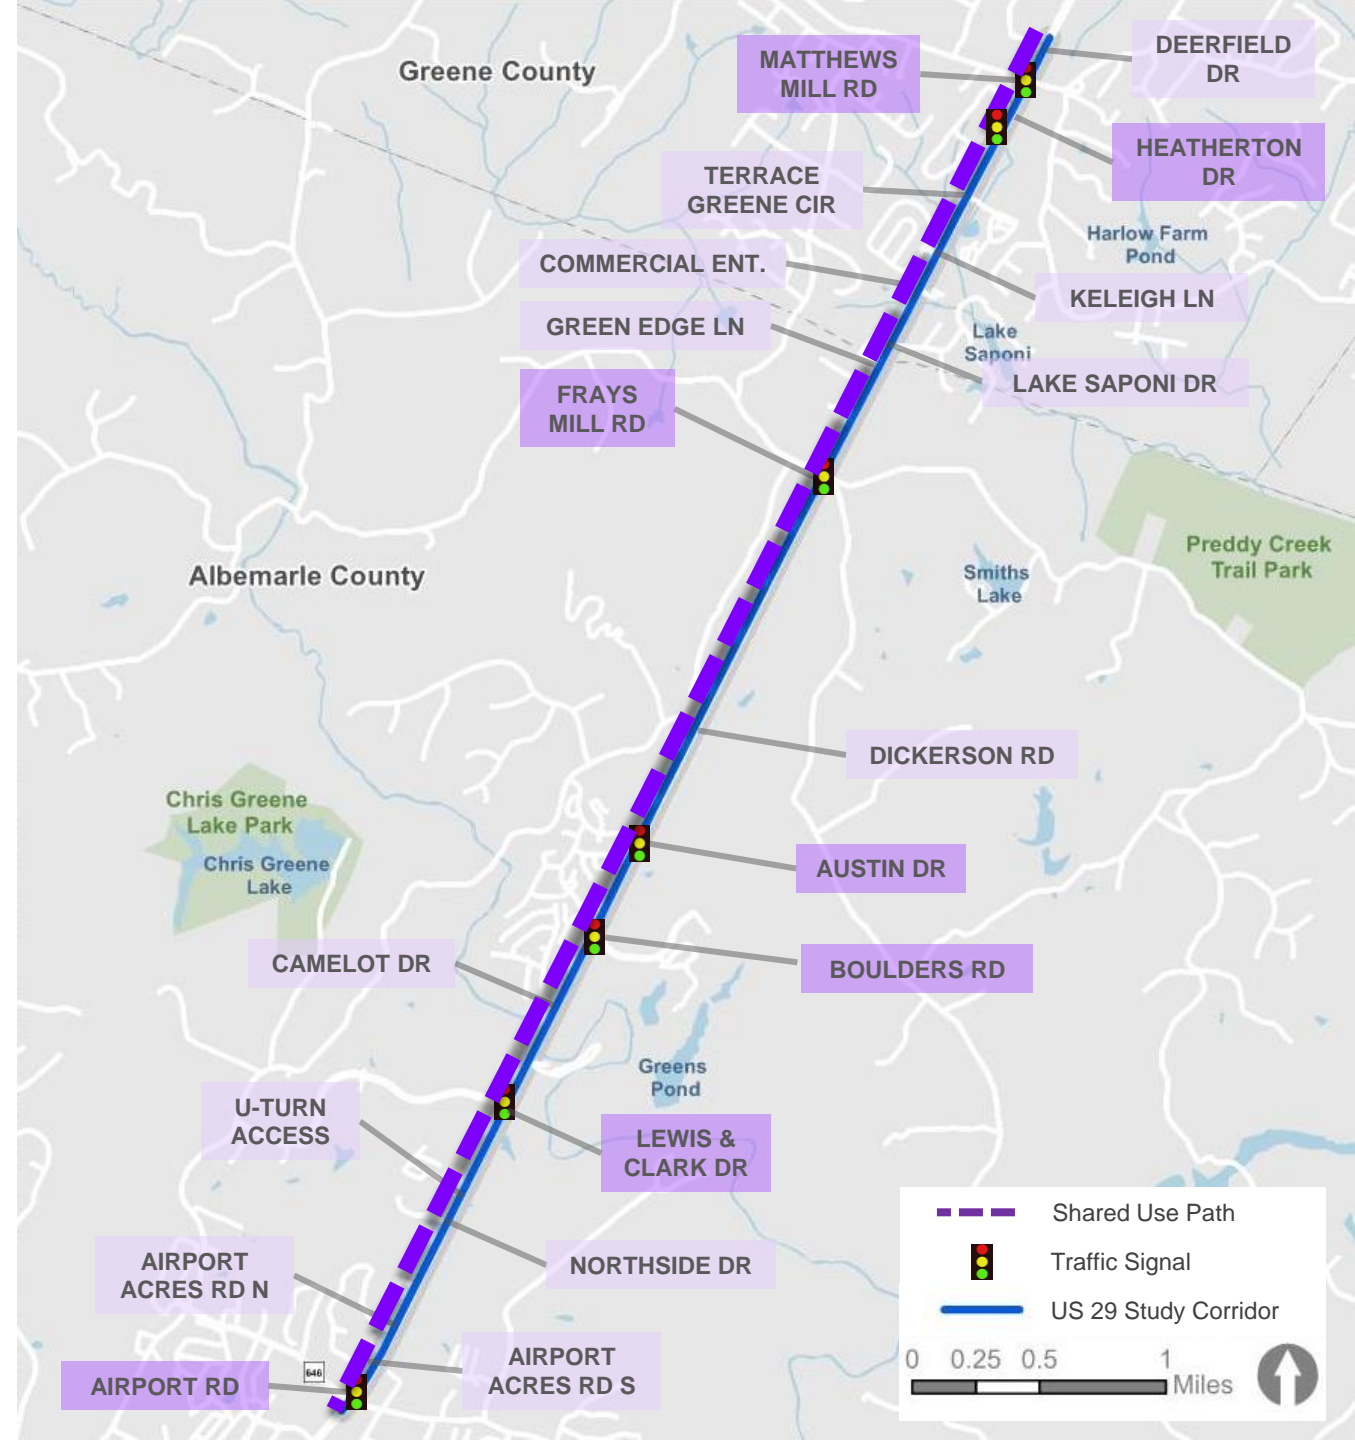 DEERFIELD
DR
MATTHEWS
MILL RD
Greene County
HEATHERTON
DR
TERRACE
GREENE CIR
Harlow Farm
Pond
COMMERCIAL ENT.
KELEIGH LN
GREEN EDGE LN
Lake
Saponi
LAKE SAPONI DR
FRAYS
MILL RD
Preddy Creek
Trail Park
Albemarle County
Smiths
Lake
DICKERSON RD
Chris Greene
Lake Park
Chris Greene
Lake
AUSTIN DR
CAMELOT DR
BOULDERS RD
Greens
Pond
U-TURN
ACCESS
LEWIS &
CLARK DR
Shared Use Path
AIRPORT
ACRES RD N
NORTHSIDE DR
Traffic Signal
US 29 Study Corridor
AIRPORT
ACRES RD S
646
AIRPORT RD
0 0.25 0.5 1
Miles